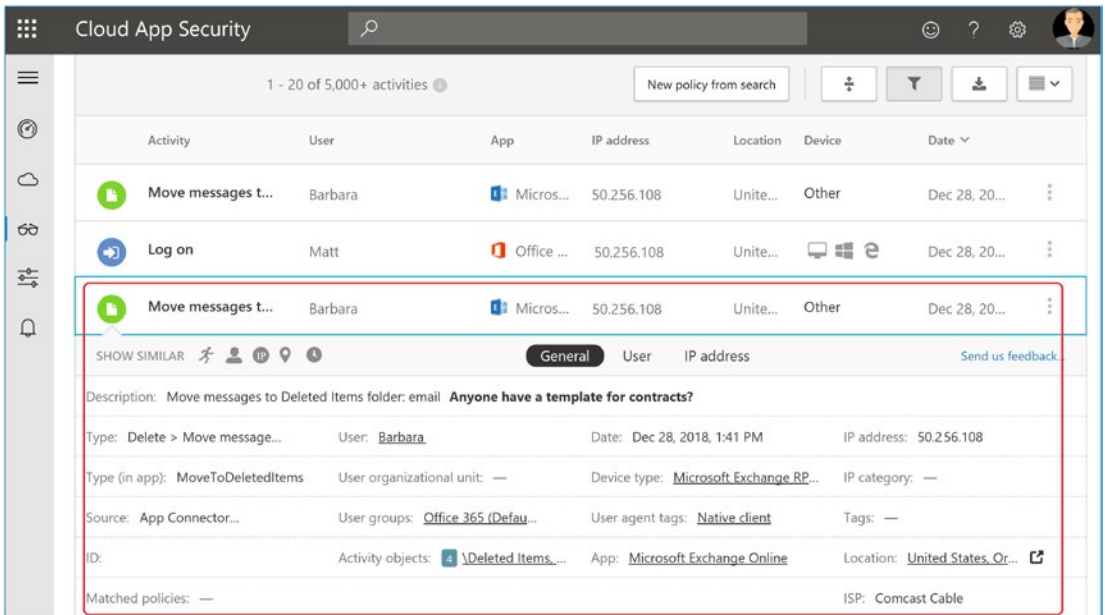 Cloud App Security
1 - 20 of 5,000+ activities
New policy from search
Activity User App IP address Location Device Date
Move messages t... Barbara Micros... 50.256.108 Unite... Other Dec 28, 20...
Log on Matt Office ... 50.256.108 Unite... Dec 28, 20...
Move messages t... Barbara Micros... 50.256.108 Unite... Other Dec 28, 20...
SHOW SIMILAR IP General User IP address Send us feedback...
Description: Move messages to Deleted Items folder: email Anyone have a template for contracts?
Type: Delete > Move message... User: Barbara Date: Dec 28, 2018, 1:41 PM IP address: 50.256.108
Type (in app): MoveToDeletedItems User organizational unit: — Device type: Microsoft Exchange RP... IP category: —
Source: App Connector... User groups: Office 365 (Defau... User agent tags: Native client Tags: —
ID: Activity objects: 4 \Deleted Items, ... App: Microsoft Exchange Online Location: United States, Or...
Matched policies: — ISP: Comcast Cable